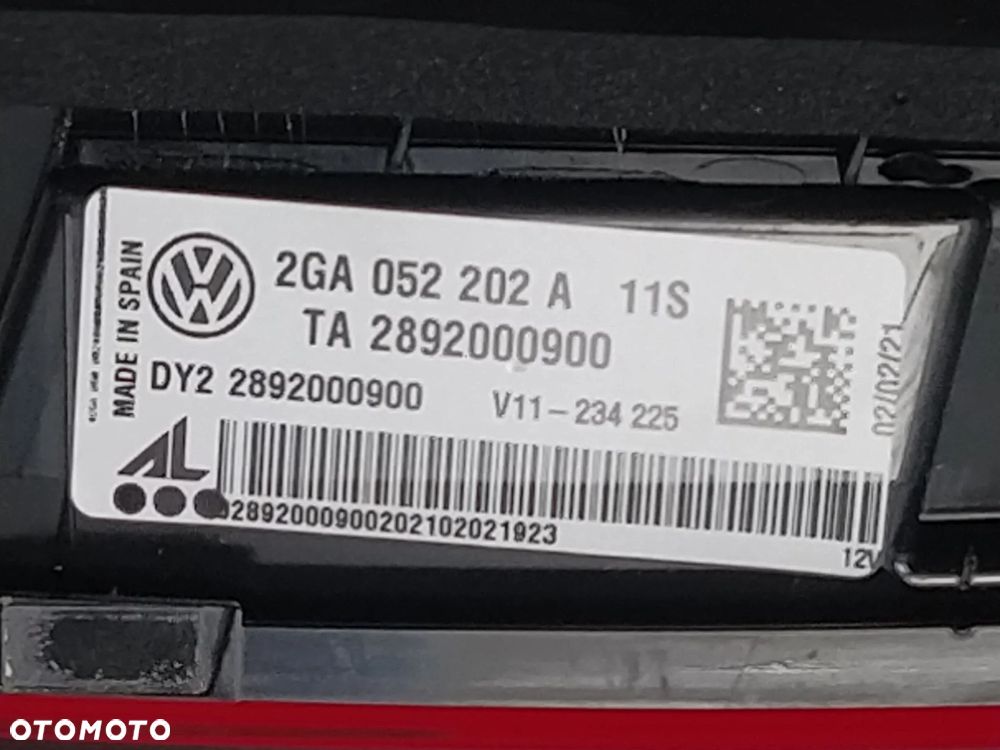 2GA 052 202 A 11S
TA 2892000900
DY2 2892000900 V11-234 225
MADE IN SPAIN
02/02/21
AL
2892000900202102021923
12V
OTOMOTO